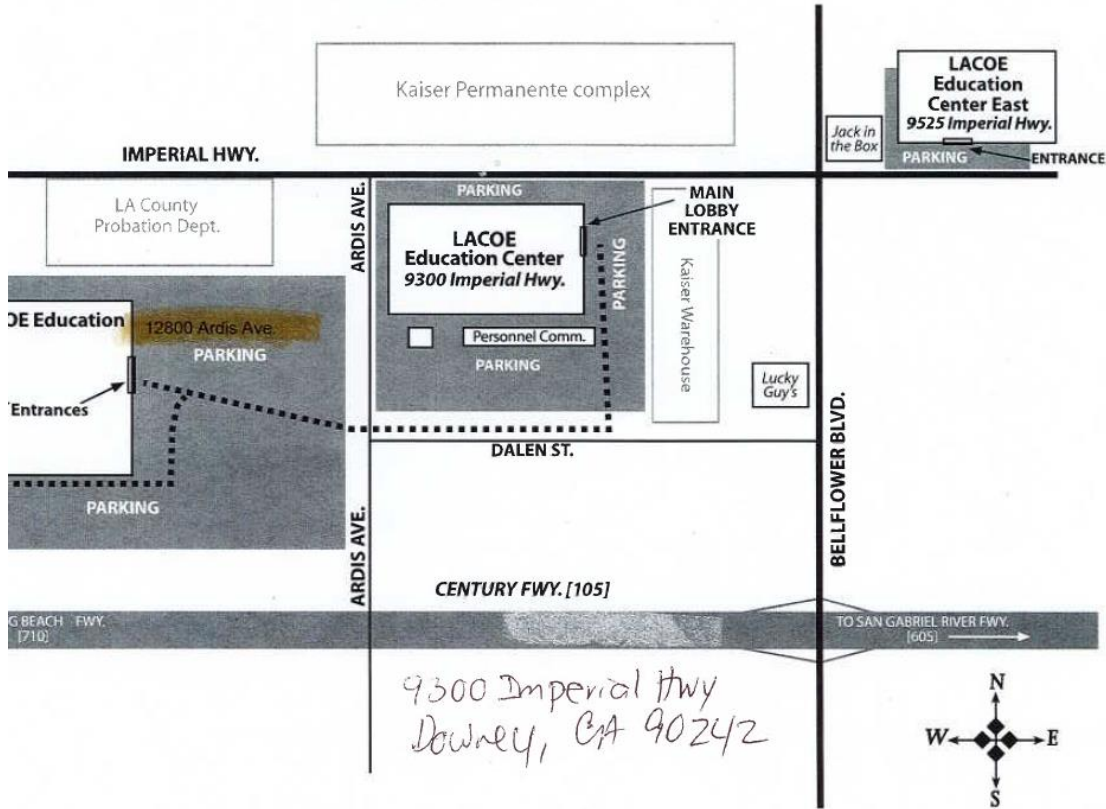 Kaiser Permanente complex
LACOE
Education
Center East
9525 Imperial Hwy.
Jack in
the Box
PARKING
ENTRANCE
IMPERIAL HWY.
LA County
Probation Dept.
ARDIS AVE.
PARKING
LACOE
Education Center
9300 Imperial Hwy.
MAIN
LOBBY
ENTRANCE
PARKING
Kaiser Warehouse
Personnel Comm.
PARKING
Lucky
Guy's
OE Education
12800 Ardis Ave.
PARKING
Entrances
PARKING
DALEN ST.
BELLFLOWER BLVD.
ARDIS AVE.
CENTURY FWY. [105]
G BEACH FWY.
[710]
TO SAN GABRIEL RIVER FWY.
[605]
9300 Imperial Hwy
Downey, CA 90242
N
W E
S